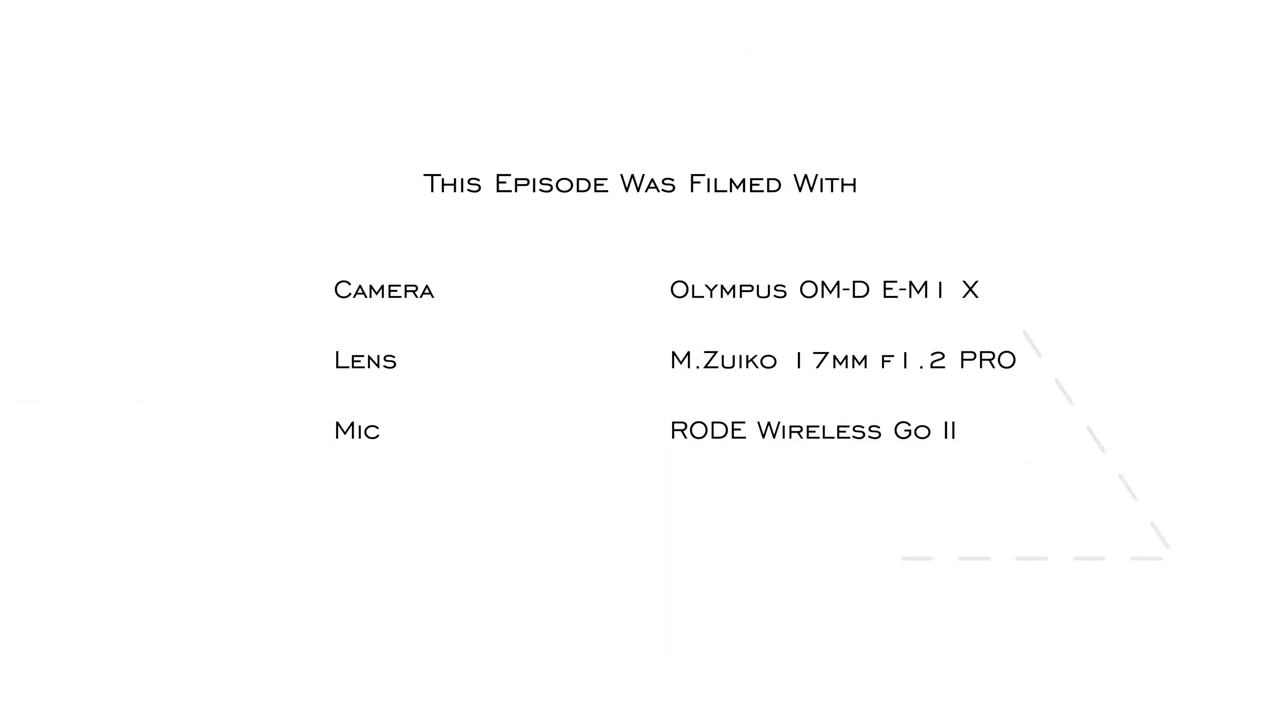 This Episode Was Filmed With
Camera Olympus OM-D E-M1 X
Lens M.Zuiko 17mm f1.2 PRO
Mic RODE Wireless Go II